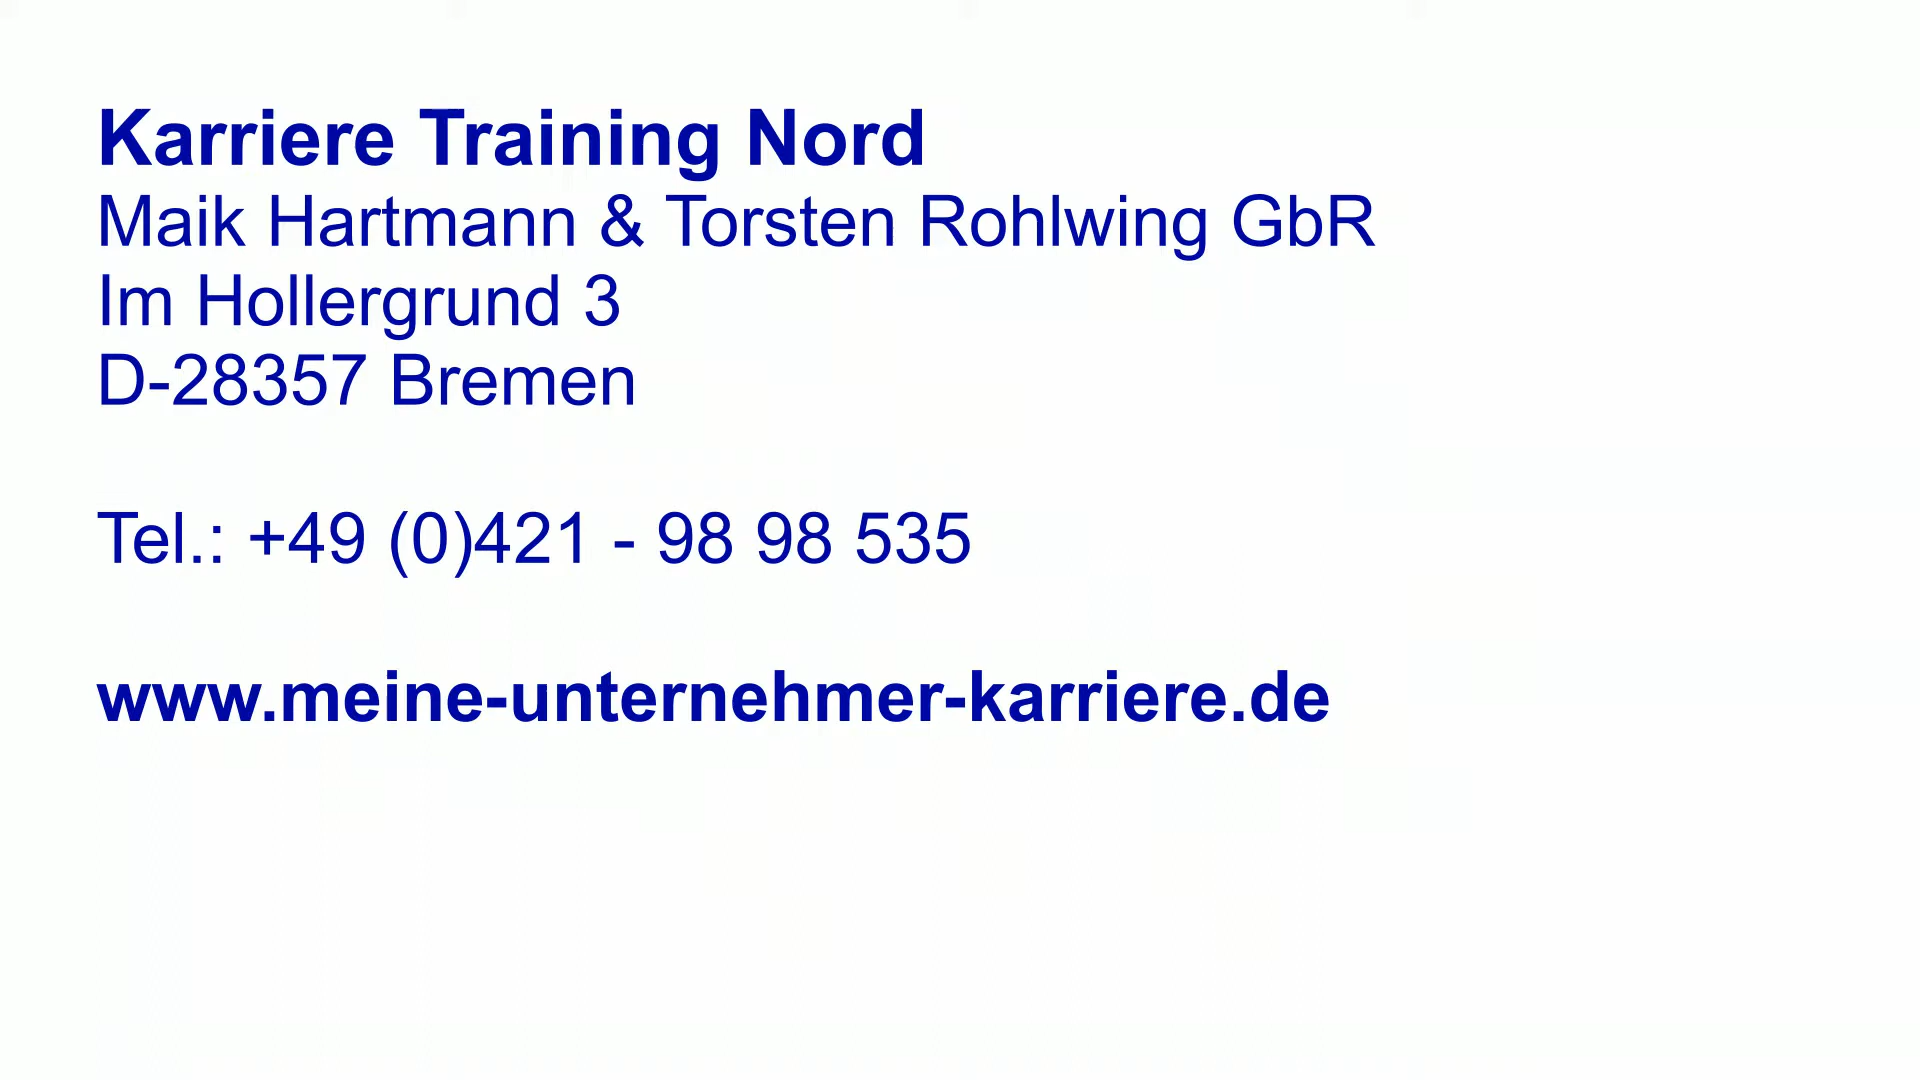 Karriere Training Nord
Maik Hartmann & Torsten Rohlwing GbR
Im Hollergrund 3
D-28357 Bremen
Tel.: +49 (0)421 - 98 98 535
www.meine-unternehmer-karriere.de